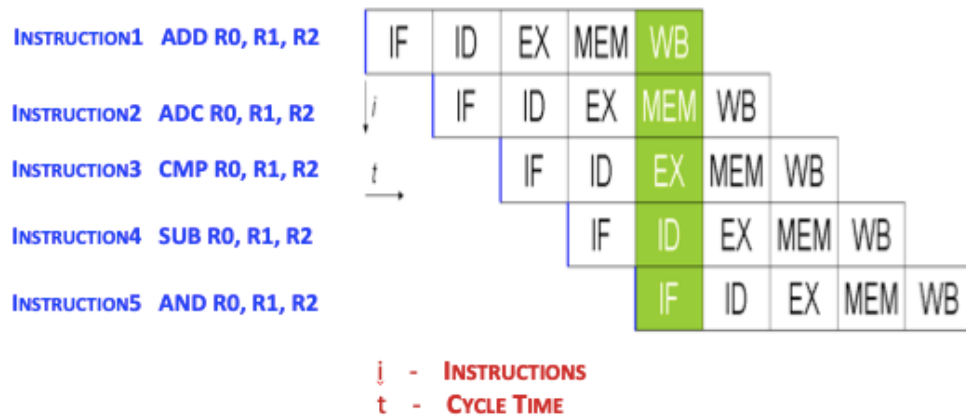 INSTRUCTION1 ADD R0, R1, R2 IF ID EX MEM WB
INSTRUCTION2 ADC R0, R1, R2 i IF ID EX MEM WB
INSTRUCTION3 CMP R0, R1, R2 t IF ID EX MEM WB
INSTRUCTION4 SUB R0, R1, R2 IF ID EX MEM WB
INSTRUCTION5 AND R0, R1, R2 IF ID EX MEM WB
i - INSTRUCTIONS
t - CYCLE TIME